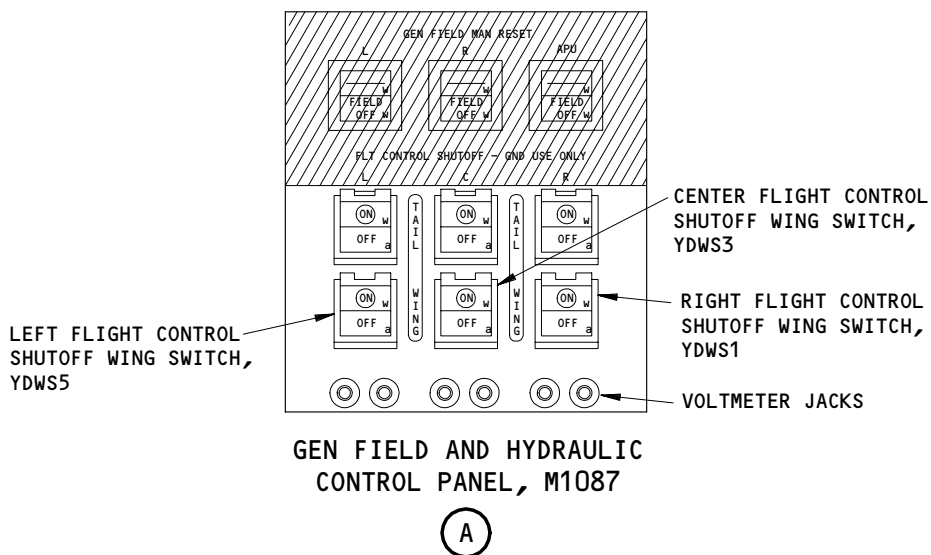 GEN FIELD MAN RESET
L R APU
W W W
FIELD FIELD FIELD
OFF W OFF W OFF W
FLT CONTROL SHUTOFF - GND USE ONLY
L C R
ON W ON W ON W
OFF a OFF a OFF a
TAIL WING TAIL WING
ON W ON W ON W
OFF a OFF a OFF a
CENTER FLIGHT CONTROL
SHUTOFF WING SWITCH,
YDWS3
RIGHT FLIGHT CONTROL
SHUTOFF WING SWITCH,
YDWS1
LEFT FLIGHT CONTROL
SHUTOFF WING SWITCH,
YDWS5
VOLTMETER JACKS
GEN FIELD AND HYDRAULIC
CONTROL PANEL, M1087
A